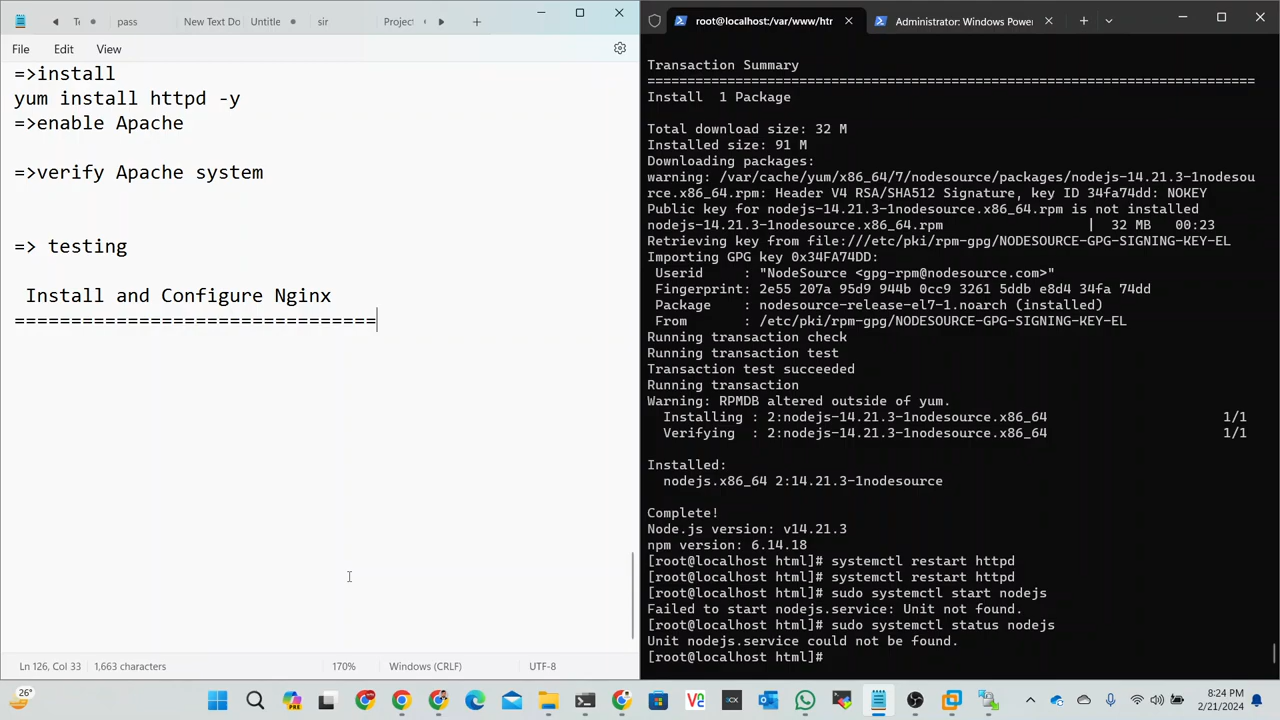 pass
New Text Do
Untitle
sir
Project
File Edit View
=>install
yum install httpd -y
=>enable Apache
=>verify Apache system
=> testing
Install and Configure Nginx
================================
Ln 126, Col 33
1,663 characters
170%
Windows (CRLF)
UTF-8
root@localhost:/var/www/htr
Administrator: Windows Powe
Transaction Summary
================================================================================
Install  1 Package
Total download size: 32 M
Installed size: 91 M
Downloading packages:
warning: /var/cache/yum/x86_64/7/nodesource/packages/nodejs-14.21.3-1nodesou
rce.x86_64.rpm: Header V4 RSA/SHA512 Signature, key ID 34fa74dd: NOKEY
Public key for nodejs-14.21.3-1nodesource.x86_64.rpm is not installed
nodejs-14.21.3-1nodesource.x86_64.rpm | 32 MB 00:23
Retrieving key from file:///etc/pki/rpm-gpg/NODESOURCE-GPG-SIGNING-KEY-EL
Importing GPG key 0x34FA74DD:
Userid     : "NodeSource <gpg-rpm@nodesource.com>"
Fingerprint: 2e55 207a 95d9 944b 0cc9 3261 5ddb e8d4 34fa 74dd
Package    : nodesource-release-el7-1.noarch (installed)
From       : /etc/pki/rpm-gpg/NODESOURCE-GPG-SIGNING-KEY-EL
Running transaction check
Running transaction test
Transaction test succeeded
Running transaction
Warning: RPMDB altered outside of yum.
Installing : 2:nodejs-14.21.3-1nodesource.x86_64 1/1
Verifying  : 2:nodejs-14.21.3-1nodesource.x86_64 1/1
Installed:
nodejs.x86_64 2:14.21.3-1nodesource
Complete!
Node.js version: v14.21.3
npm version: 6.14.18
[root@localhost html]# systemctl restart httpd
[root@localhost html]# systemctl restart httpd
[root@localhost html]# sudo systemctl start nodejs
Failed to start nodejs.service: Unit not found.
[root@localhost html]# sudo systemctl status nodejs
Unit nodejs.service could not be found.
[root@localhost html]#
26°
8:24 PM
2/21/2024